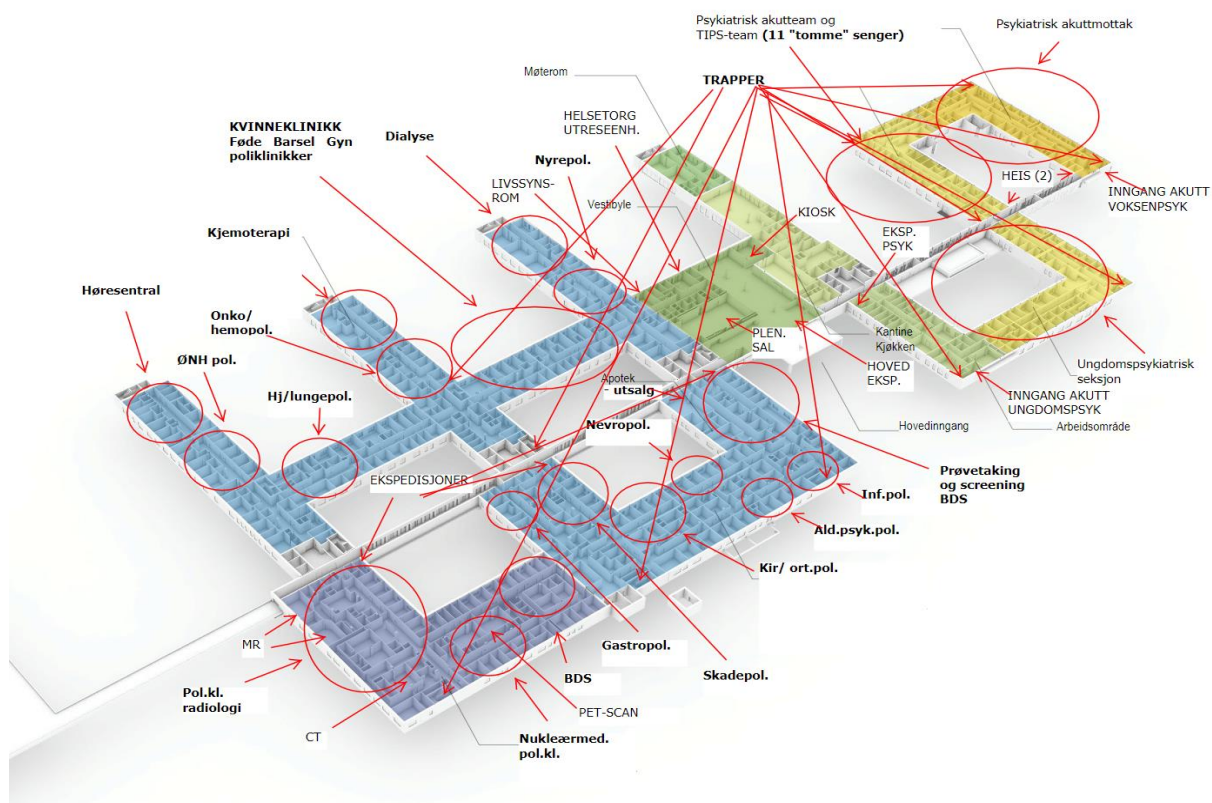 Psykiatrisk akutteam og
TIPS-team (11 "tomme" senger)
Psykiatrisk akuttmottak
Møterom
TRAPPER
HELSETORG
UTRESEENH.
KVINNEKLINIKK
Føde Barsel Gyn
poliklinikker
Dialyse
Nyrepol.
LIVSSYNS-
ROM
HEIS (2)
INNGANG AKUTT
VOKSENPSYK
Vestibyle
KIOSK
EKSP.
PSYK
Kjemoterapi
Høresentral
Onko/
hemopol.
ØNH pol.
Hj/lungepol.
PLEN.
SAL
Kantine
Kjøkken
HOVED
EKSP.
Ungdomspsykiatrisk
seksjon
Apotek
- utsalg
INNGANG AKUTT
UNGDOMSPSYK
Hovedinngang
Arbeidsområde
Nevropol.
EKSPEDISJONER
Prøvetaking
og screening
BDS
Inf.pol.
Ald.psyk.pol.
Kir/ ort.pol.
MR
Gastropol.
Skadepol.
BDS
Pol.kl.
radiologi
PET-SCAN
CT
Nukleærmed.
pol.kl.